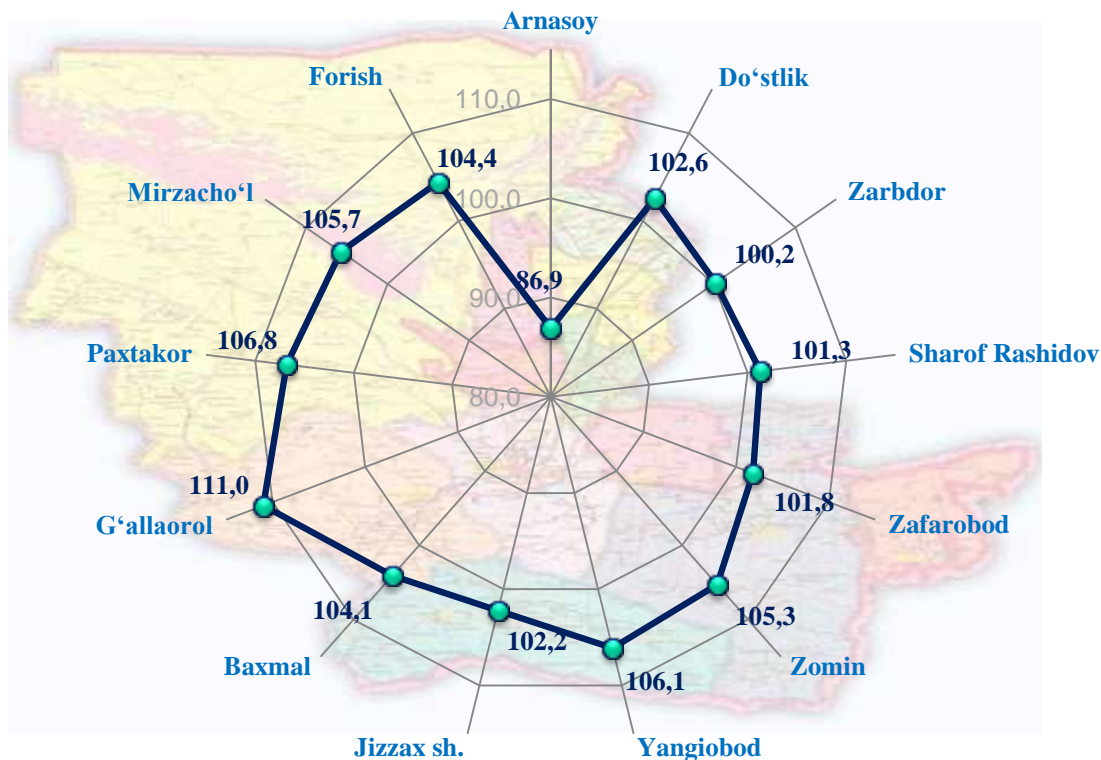 Arnasoy
Forish
Do‘stlik
110,0
104,4
102,6
Mirzacho‘l
Zarbdor
100,0
105,7
100,2
86,9
90,0
106,8
101,3
Paxtakor
Sharof Rashidov
80,0
111,0
101,8
G‘allaorol
Zafarobod
104,1
105,3
102,2
Baxmal
Zomin
106,1
Jizzax sh.
Yangiobod